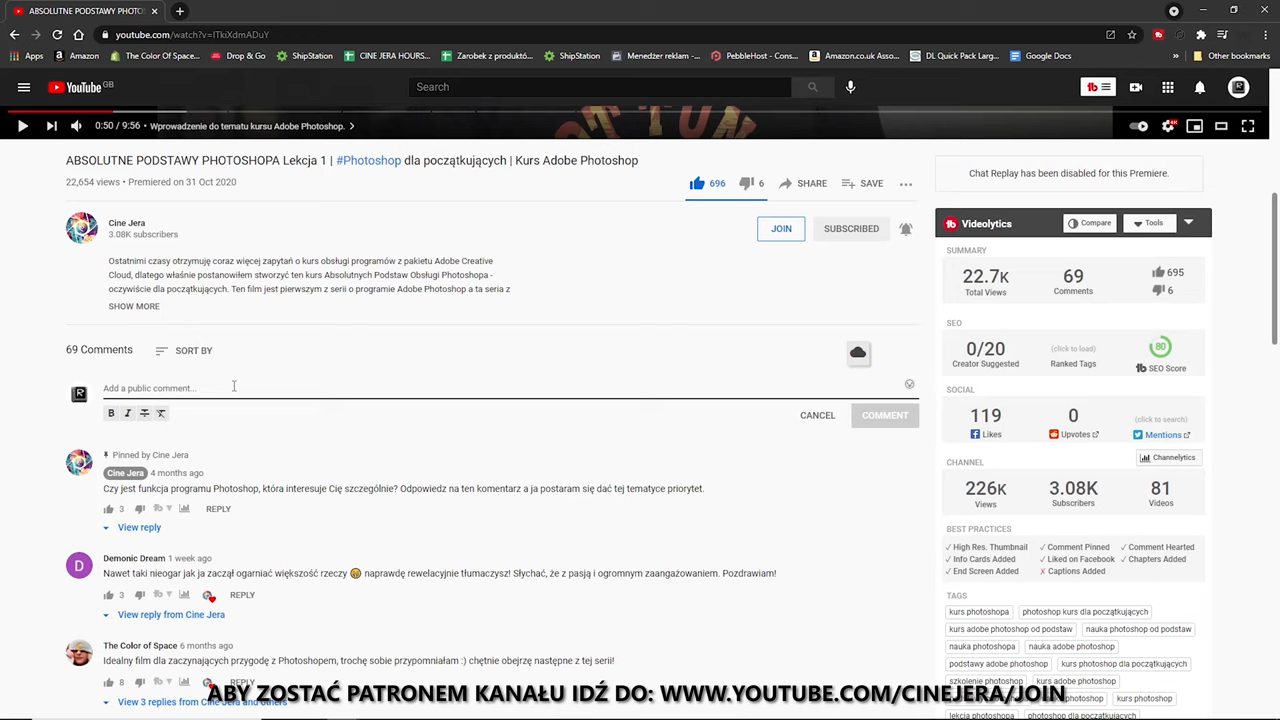 ABSOLUTNE PODSTAWY PHOTOS
youtube.com/watch?v=ITkiXdmADuY
Apps Amazon The Color Of Space... Drop & Go ShipStation CINE JERA HOURS... Zarobek z produktó... ShipStation Menedżer reklam -... PebbleHost - Comp... Amazon.co.uk Asso... DL Quick Pack LGL... Google Docs Other bookmarks
YouTube GB
Search
0:50 / 9:56 • Wprowadzenie do tematu kursu Adobe Photoshop.
ABSOLUTNE PODSTAWY PHOTOSHOPA Lekcja 1 | #Photoshop dla początkujących | Kurs Adobe Photoshop
22,654 views • Premiered on 31 Oct 2020
696 6 SHARE SAVE
Cine Jera
3.08K subscribers
JOIN SUBSCRIBED
Ostatnimi czasy otrzymuję coraz więcej zapytań o kurs obsługi programów z pakietu Adobe Creative
Cloud, dlatego właśnie postanowiłem stworzyć ten kurs Absolutnych Podstaw Obsługi Photoshopa -
oczywiście dla początkujących. Ten film jest pierwszym z serii o programie Adobe Photoshop a ta seria z
SHOW MORE
69 Comments SORT BY
Add a public comment...
B I S T
CANCEL COMMENT
Pinned by Cine Jera
Cine Jera 4 months ago
Czy jest funkcja programu Photoshop, która interesuje Cię szczególnie? Odpowiedz na ten komentarz a ja postaram się dać tej tematyce priorytet.
3 REPLY
View reply
D
Demonic Dream 1 week ago
Nawet taki nieogar jak ja zaczął ogarniać większość rzeczy 😁 naprawdę rewelacyjnie tłumaczysz! Słychać, że z pasją i ogromnym zaangażowaniem. Pozdrawiam!
3 REPLY
View reply from Cine Jera
The Color of Space 6 months ago
Idealny film dla zaczynających przygodę z Photoshopem, trochę sobie przypomniałam :) chętnie obejrzę następne z tej serii!
8 REPLY
View 3 replies from Cine Jera and others
Chat Replay has been disabled for this Premiere.
Videolytics Compare Tools
SUMMARY
22.7K 69 695
Total Views Comments 6
SEO
0/20 (click to load) 80
Creator Suggested Ranked Tags SEO Score
SOCIAL
119 0 (click to search)
Likes Upvotes Mentions
CHANNEL Channelytics
226K 3.08K 81
Views Subscribers Videos
BEST PRACTICES
✓ High Res. Thumbnail ✓ Comment Pinned ✓ Comment Hearted
✓ Info Cards Added ✓ Liked on Facebook ✓ Chapters Added
✓ End Screen Added ✗ Captions Added
TAGS
kurs photoshopa photoshop kurs dla początkujących
kurs adobe photoshop od podstaw nauka photoshop od podstaw
nauka photoshopa nauka adobe photoshop
podstawy adobe photoshop kurs photoshop dla początkujących
szkolenie photoshop kurs adobe photoshop
kurs photoshop
lekcja photoshopa photoshop dla początkujących
ABY ZOSTAĆ PATRONEM KANAŁU IDŹ DO: WWW.YOUTUBE.COM/CINEJERA/JOIN